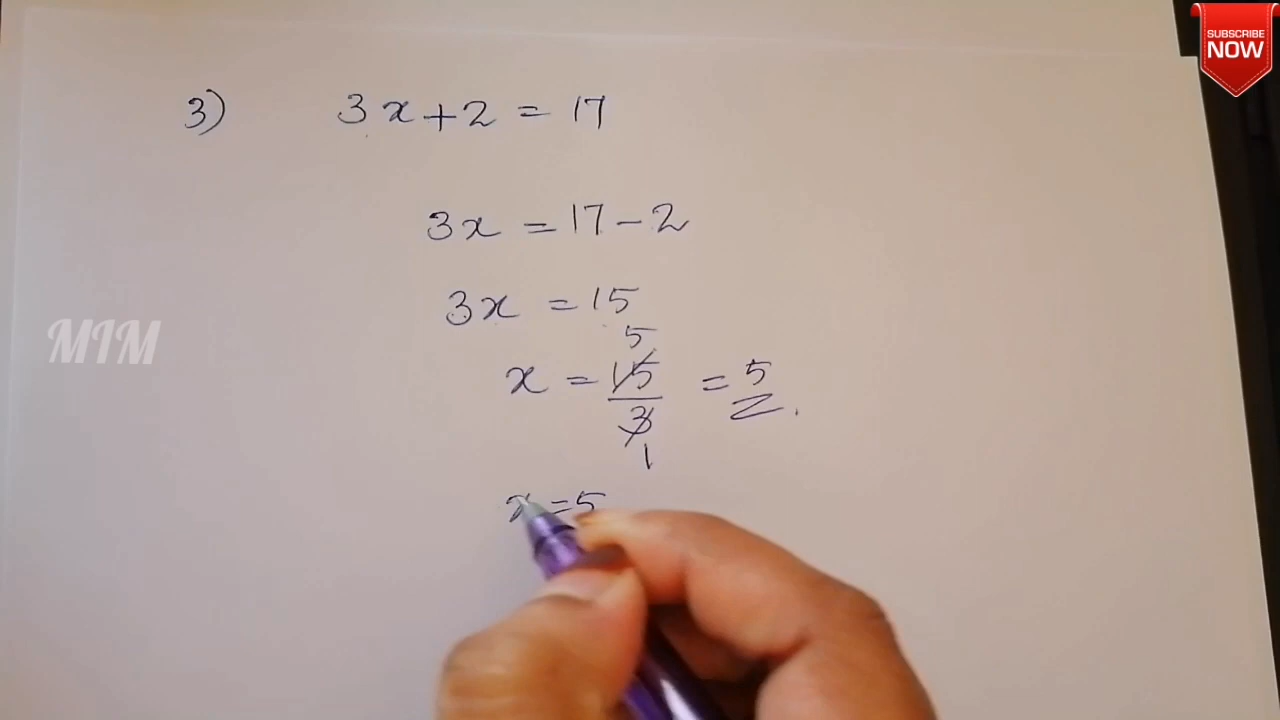 SUBSCRIBE
NOW
3) 3x+2 = 17
3x = 17-2
3x = 15
5
x = 15/3 = 5
1
x = 5
MIM